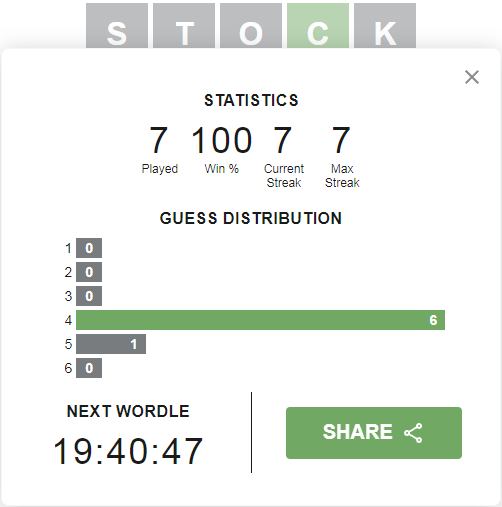 STOCK
STATISTICS
7 100 7 7
Played Win % Current Streak Max Streak
GUESS DISTRIBUTION
1 0
2 0
3 0
4 6
5 1
6 0
NEXT WORDLE
19:40:47
SHARE